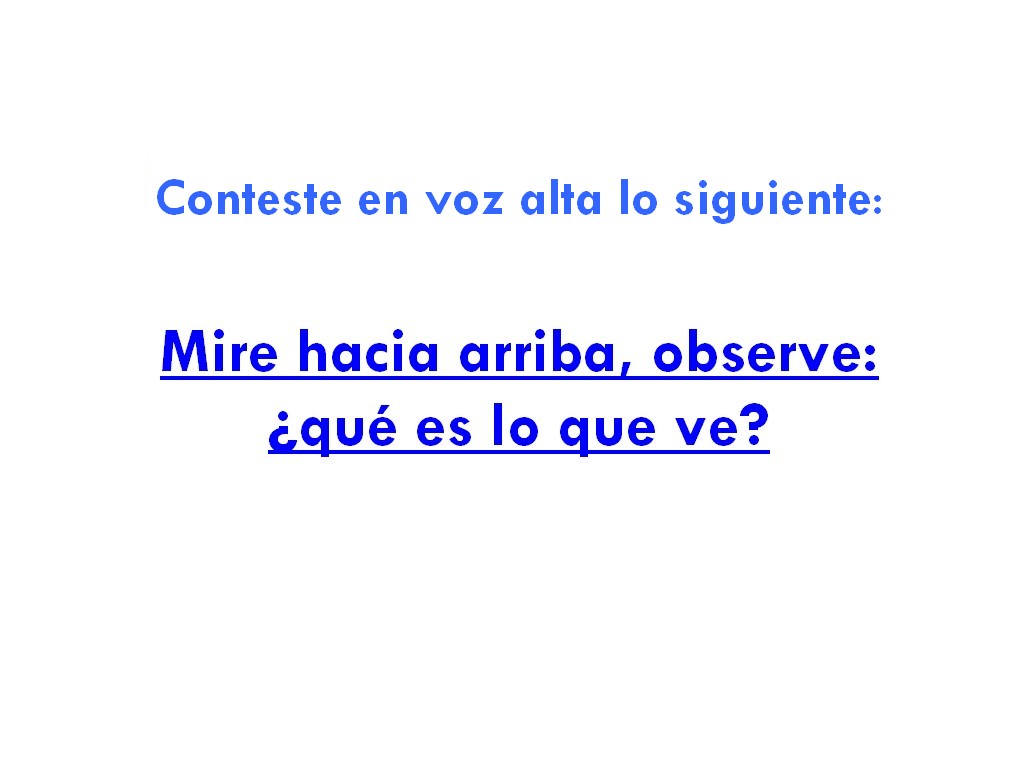 Conteste en voz alta lo siguiente:
Mire hacia arriba, observe:
¿qué es lo que ve?